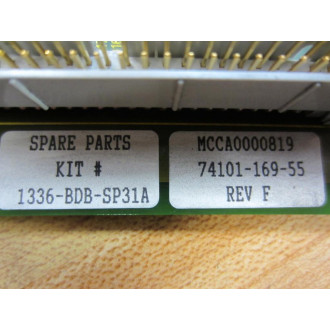 SPARE PARTS
KIT #
1336-BDB-SP31A
MCCA0000819
74101-169-55
REV F